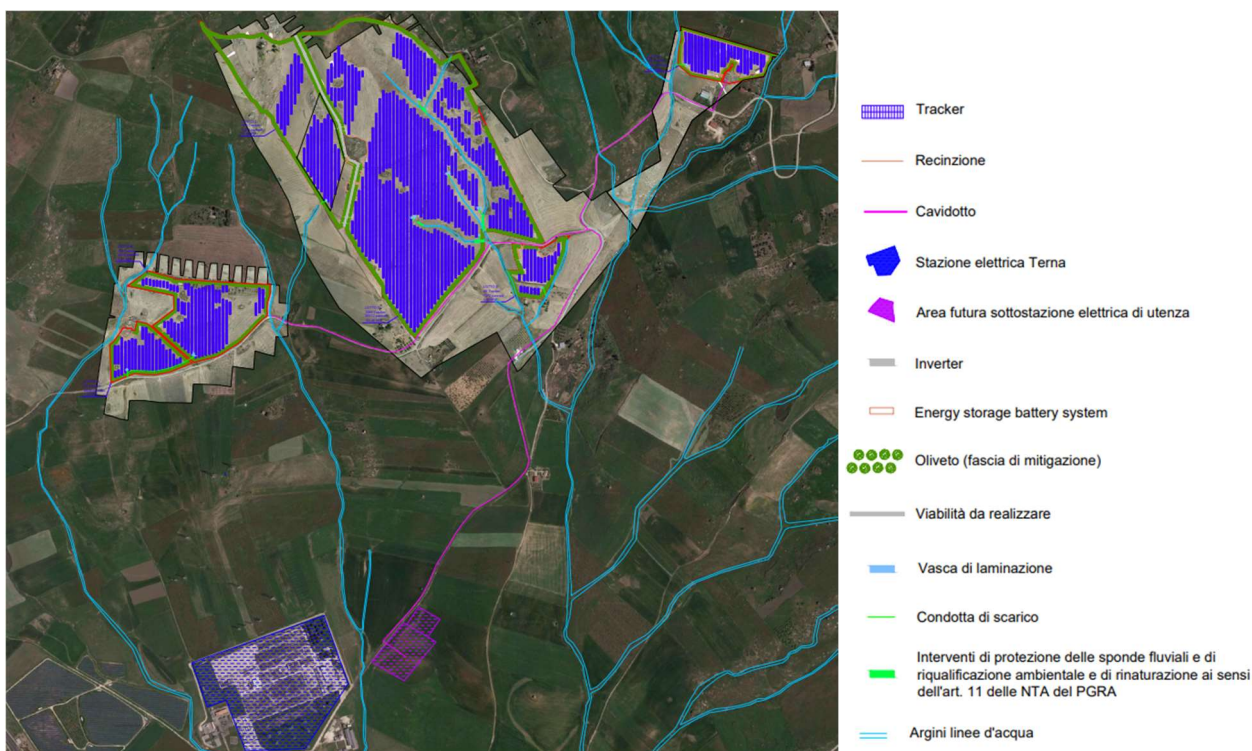 Tracker
Recinzione
Cavidotto
Stazione elettrica Terna
Area futura sottostazione elettrica di utenza
Inverter
Energy storage battery system
Oliveto (fascia di mitigazione)
Viabilità da realizzare
Vasca di laminazione
Condotta di scarico
Interventi di protezione delle sponde fluviali e di
riqualificazione ambientale e di rinaturazione ai sensi
dell'art. 11 delle NTA del PGRA
Argini linee d'acqua